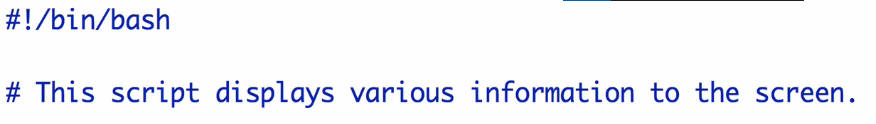 #!/bin/bash
# This script displays various information to the screen.